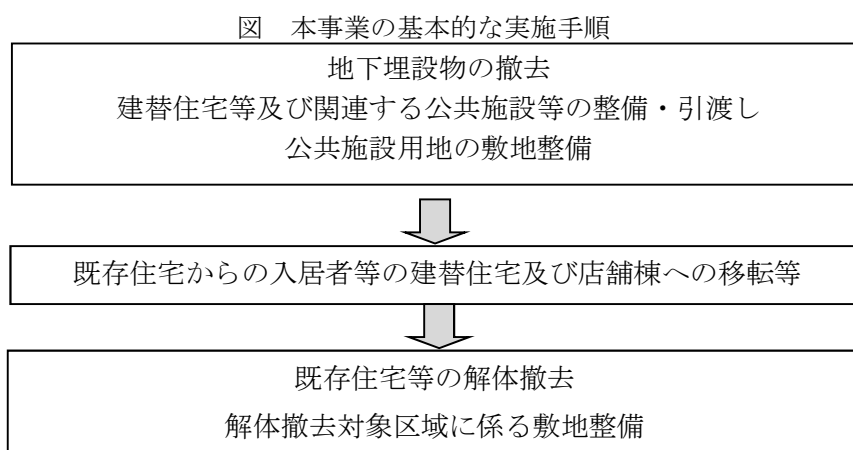 図　本事業の基本的な実施手順
地下埋設物の撤去
建替住宅等及び関連する公共施設等の整備・引渡し
公共施設用地の敷地整備
既存住宅からの入居者等の建替住宅及び店舗棟への移転等
既存住宅等の解体撤去
解体撤去対象区域に係る敷地整備